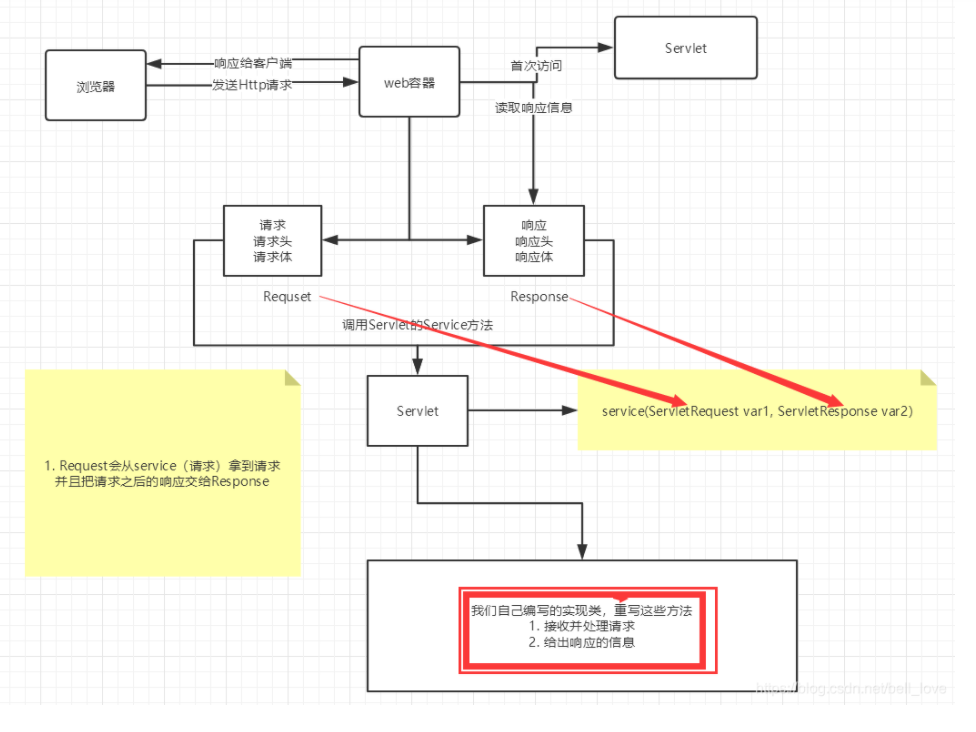 浏览器
响应给客户端
发送Http请求
web容器
首次访问
读取响应信息
Servlet
请求
请求头
请求体
响应
响应头
响应体
Requset
Response
调用Servlet的Service方法
Servlet
service(ServletRequest var1, ServletResponse var2)
1. Request会从service（请求）拿到请求
并且把请求之后的响应交给Response
我们自己编写的实现类，重写这些方法
1. 接收并处理请求
2. 给出响应的信息
https://blog.csdn.net/bell_love